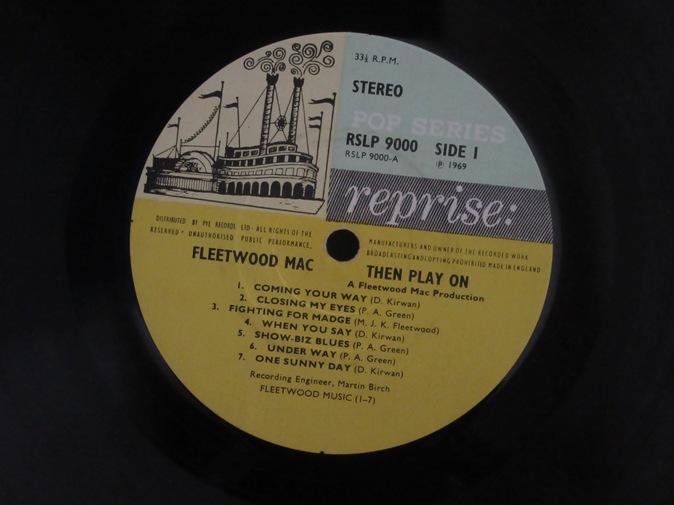 33⅓ R.P.M.
STEREO
POP SERIES
RSLP 9000 SIDE 1
RSLP 9000-A ℗ 1969
reprise:
DISTRIBUTED BY PYE RECORDS LTD · ALL RIGHTS OF THE
MANUFACTURERS AND OWNER OF THE RECORDED WORK
RESERVED · UNAUTHORISED PUBLIC PERFORMANCE,
BROADCASTING AND COPYING PROHIBITED MADE IN ENGLAND
FLEETWOOD MAC
THEN PLAY ON
A Fleetwood Mac Production
1. COMING YOUR WAY (D. Kirwan)
2. CLOSING MY EYES (P. A. Green)
3. FIGHTING FOR MADGE (M. J. K. Fleetwood)
4. WHEN YOU SAY (D. Kirwan)
5. SHOW-BIZ BLUES (P. A. Green)
6. UNDER WAY (P. A. Green)
7. ONE SUNNY DAY (D. Kirwan)
Recording Engineer, Martin Birch
FLEETWOOD MUSIC (1–7)